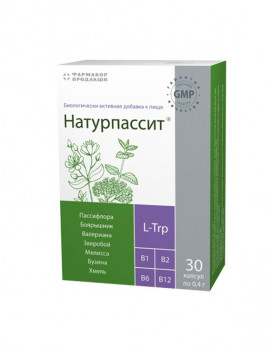 ФАРМАКОР
ПРОДАКШН
GMP
Биологически активная добавка к пище
Натурпассит®
Пассифлора
Боярышник
Валериана
Зверобой
Мелисса
Бузина
Хмель
L-Trp
B1 B2
B6 B12
30
капсул
по 0,4 г